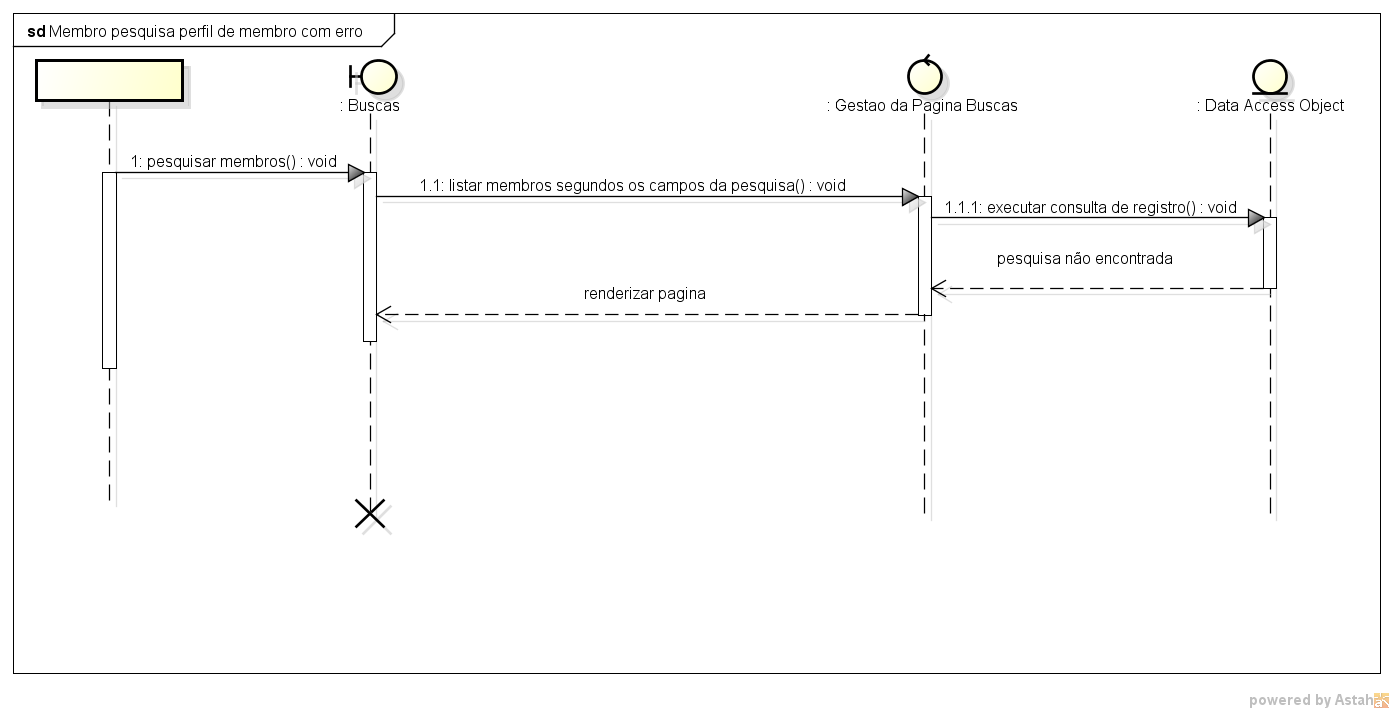 sd Membro pesquisa perfil de membro com erro
: Buscas
: Gestao da Pagina Buscas
: Data Access Object
1: pesquisar membros() : void
1.1: listar membros segundos os campos da pesquisa() : void
1.1.1: executar consulta de registro() : void
pesquisa não encontrada
renderizar pagina
powered by Astah